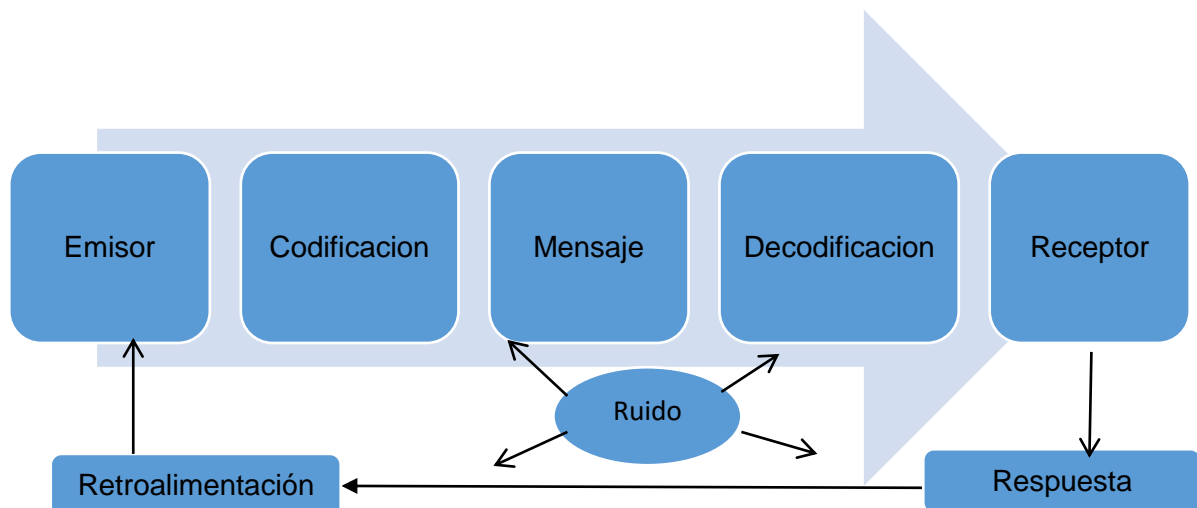 Emisor
Codificacion
Mensaje
Decodificacion
Receptor
Ruido
Retroalimentación
Respuesta